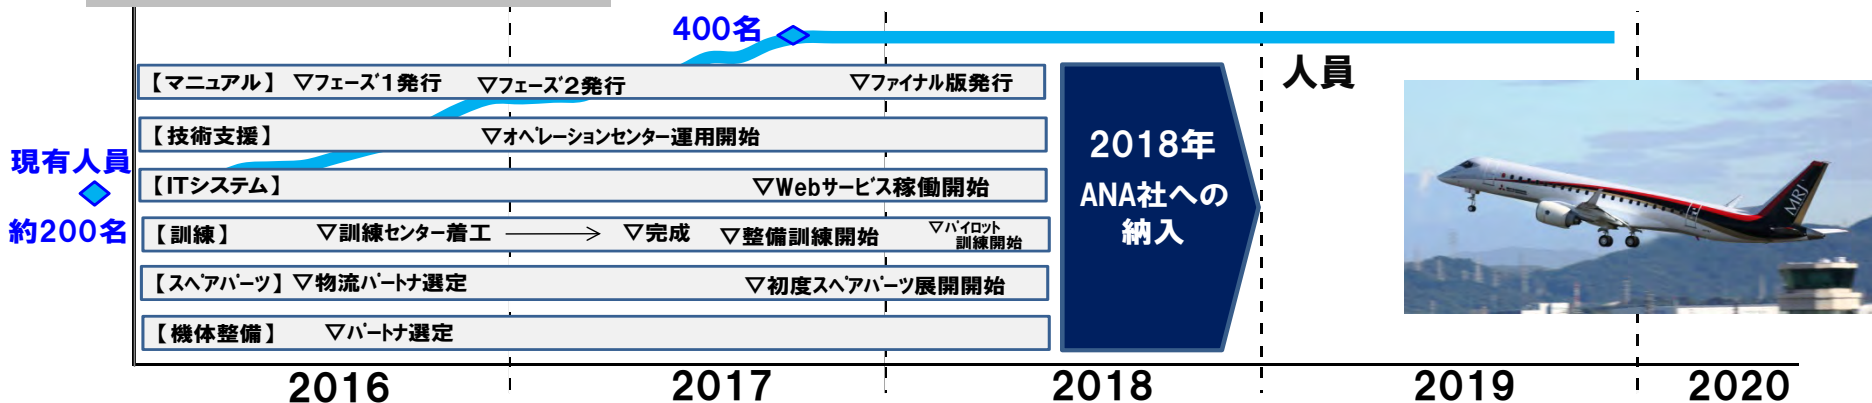 400名
人員
【マニュアル】 ▽フェーズ1発行 ▽フェーズ2発行 ▽ファイナル版発行
【技術支援】 ▽オペレーションセンター運用開始
現有人員
約200名
【ITシステム】 ▽Webサービス稼働開始
【訓練】 ▽訓練センター着工 ▽完成 ▽整備訓練開始 ▽パイロット
訓練開始
【スペアパーツ】 ▽物流パートナ選定 ▽初度スペアパーツ展開開始
【機体整備】 ▽パートナ選定
2018年
ANA社への
納入
MRJ
2016 2017 2018 2019 2020